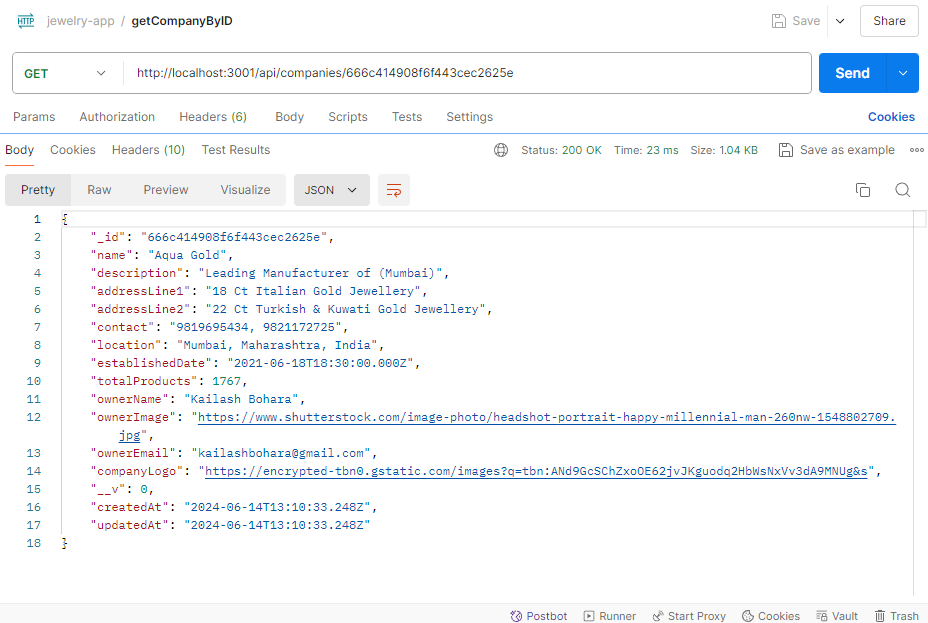 HTTP jewelry-app / getCompanyByID Save Share
GET http://localhost:3001/api/companies/666c414908f6f443cec2625e Send
Params Authorization Headers (6) Body Scripts Tests Settings Cookies
Body Cookies Headers (10) Test Results Status: 200 OK Time: 23 ms Size: 1.04 KB Save as example
Pretty Raw Preview Visualize JSON
1 {
2 "_id": "666c414908f6f443cec2625e",
3 "name": "Aqua Gold",
4 "description": "Leading Manufacturer of (Mumbai)",
5 "addressLine1": "18 Ct Italian Gold Jewellery",
6 "addressLine2": "22 Ct Turkish & Kuwati Gold Jewellery",
7 "contact": "9819695434, 9821172725",
8 "location": "Mumbai, Maharashtra, India",
9 "establishedDate": "2021-06-18T18:30:00.000Z",
10 "totalProducts": 1767,
11 "ownerName": "Kailash Bohara",
12 "ownerImage": "https://www.shutterstock.com/image-photo/headshot-portrait-happy-millennial-man-260nw-1548802709.
jpg",
13 "ownerEmail": "kailashbohara@gmail.com",
14 "companyLogo": "https://encrypted-tbn0.gstatic.com/images?q=tbn:ANd9GcSChZxoOE62jvJKguodq2HbWsNxVv3dA9MNUg&s",
15 "__v": 0,
16 "createdAt": "2024-06-14T13:10:33.248Z",
17 "updatedAt": "2024-06-14T13:10:33.248Z"
18 }
Postbot Runner Start Proxy Cookies Vault Trash